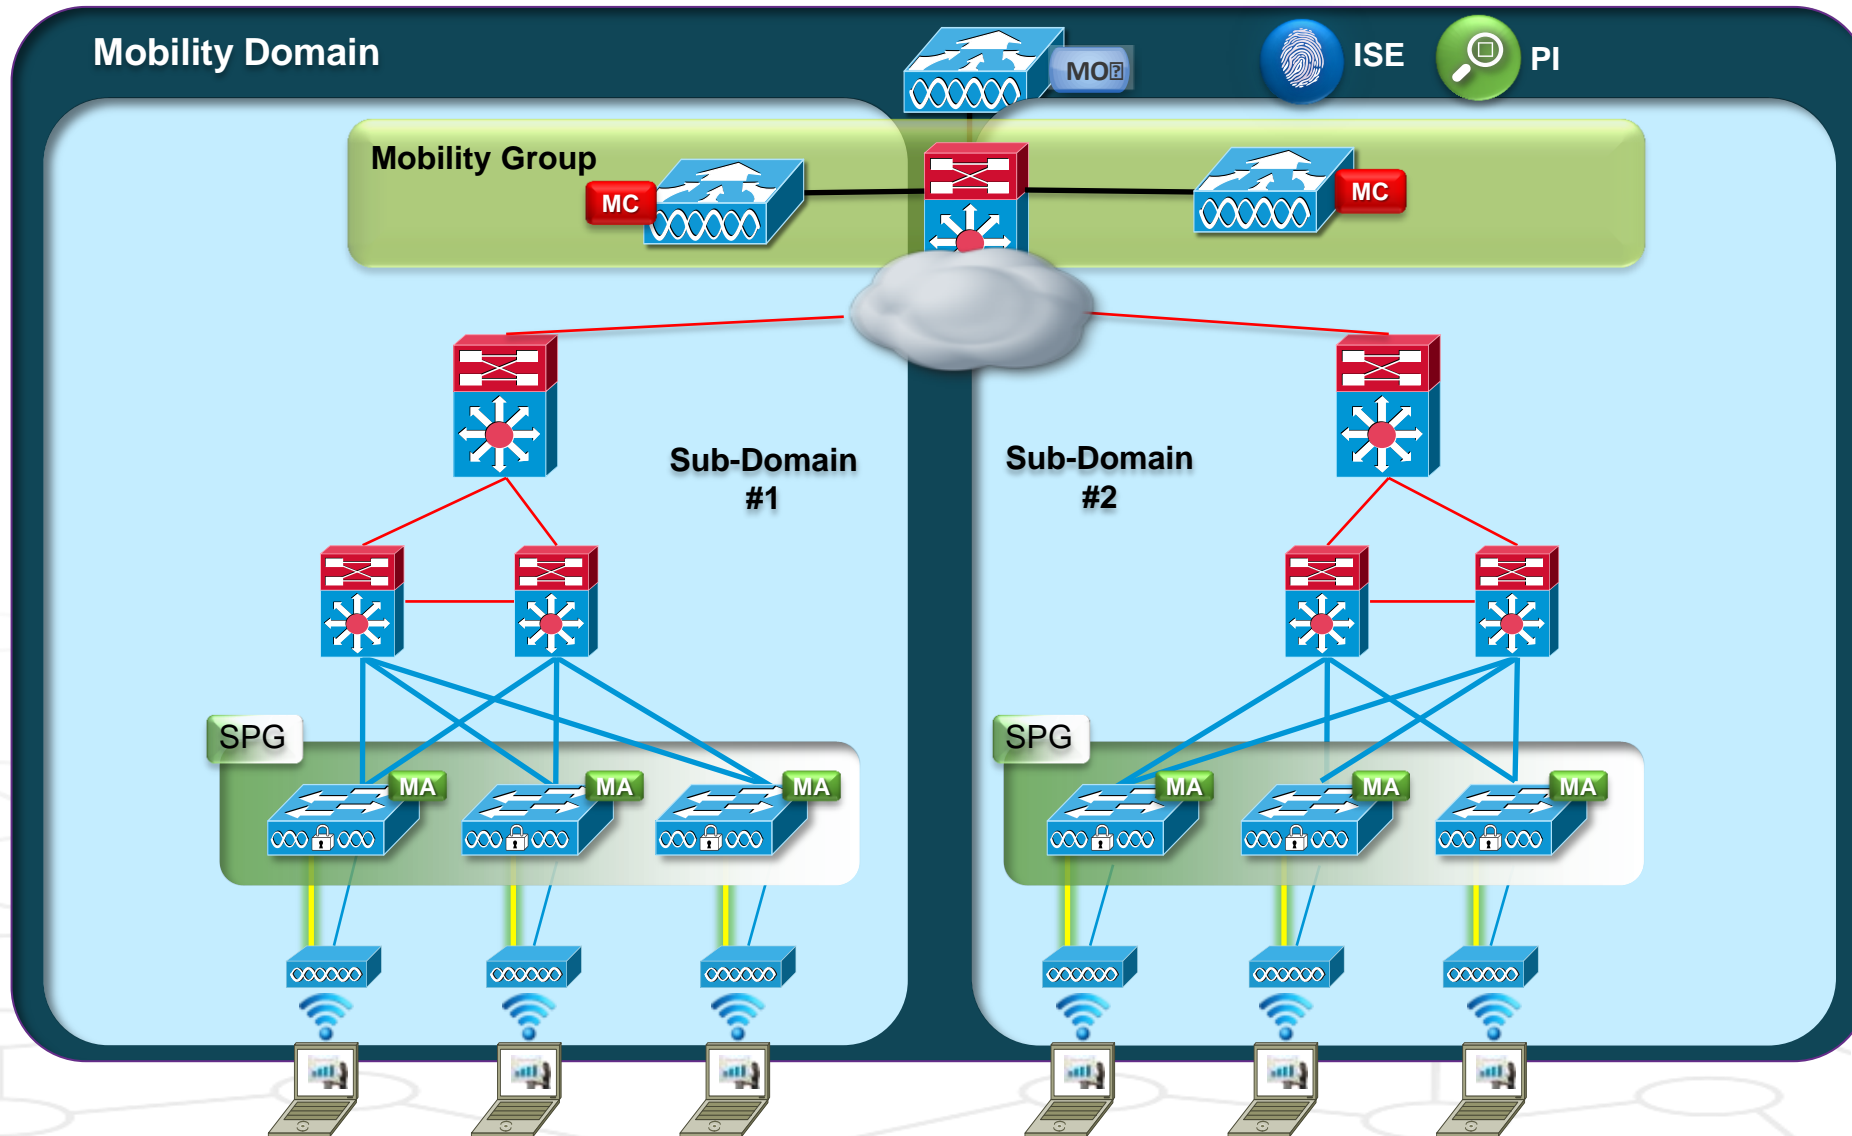 Mobility Domain
MO
ISE
PI
Mobility Group
MC
MC
Sub-Domain
#1
Sub-Domain
#2
SPG
SPG
MA
MA
MA
MA
MA
MA